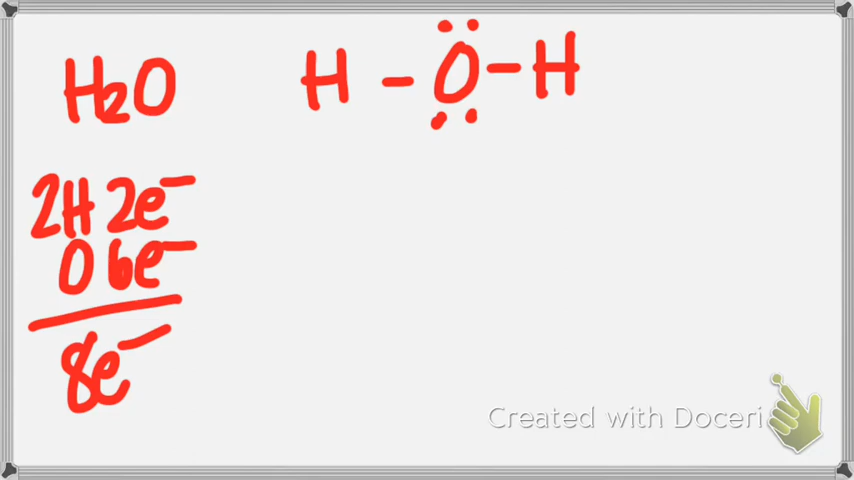 H2O
H - Ö - H
2H 2e⁻
O 6e⁻
8e⁻
Created with Doceri